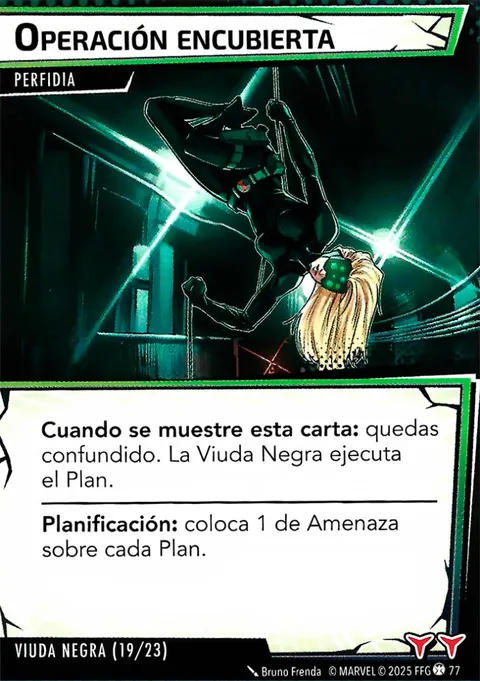 OPERACIÓN ENCUBIERTA
PERFIDIA
Cuando se muestre esta carta: quedas
confundido. La Viuda Negra ejecuta
el Plan.
Planificación: coloca 1 de Amenaza
sobre cada Plan.
VIUDA NEGRA (19/23)
Bruno Frenda © MARVEL © 2025 FFG 77